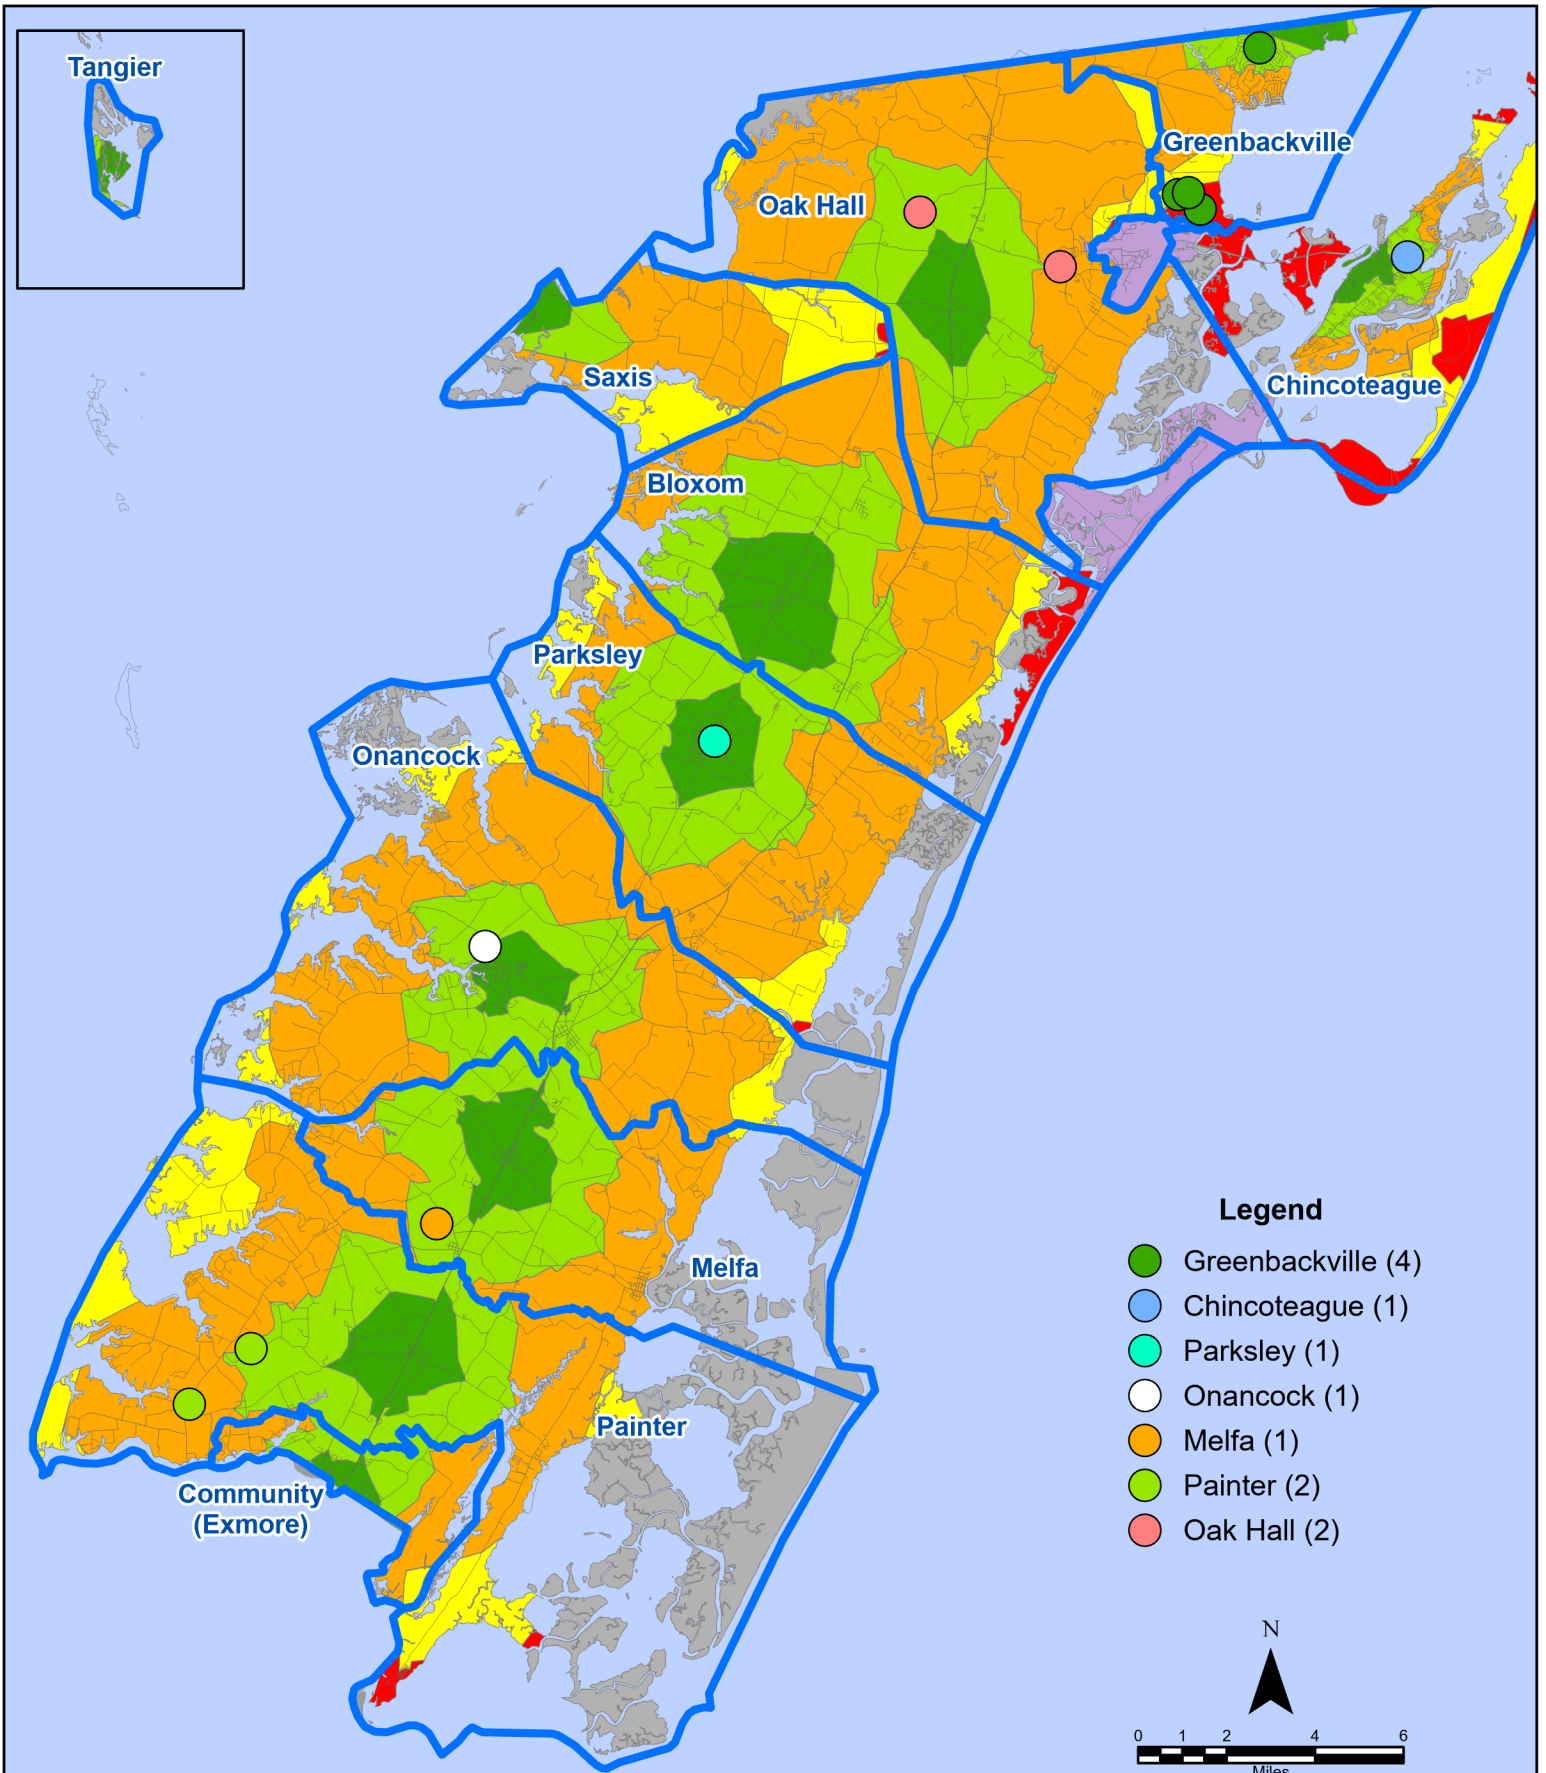 Tangier
Greenbackville
Oak Hall
Saxis
Chincoteague
Bloxom
Parksley
Onancock
Melfa
Painter
Community
(Exmore)
Legend
Greenbackville (4)
Chincoteague (1)
Parksley (1)
Onancock (1)
Melfa (1)
Painter (2)
Oak Hall (2)
N
0 1 2 4 6
Miles